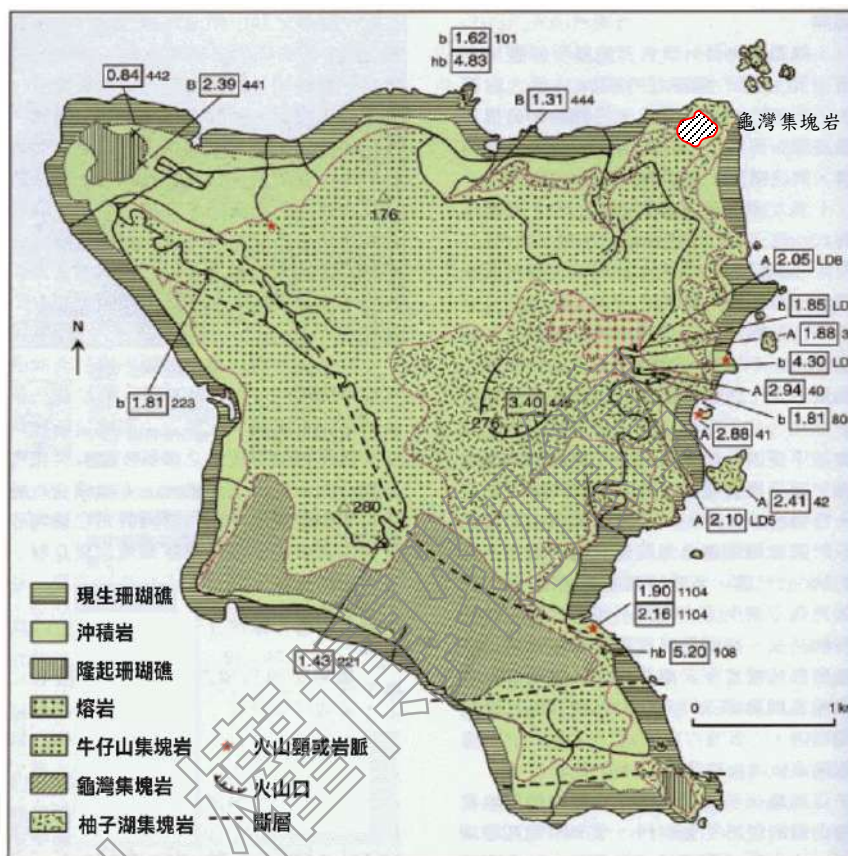 b 1.62 101
hb 4.83
0.84 442
B 2.39 441
B 1.31 444
龜灣集塊岩
176
A 2.05 LD8
b 1.85 LD
A 1.88 3
N
b 4.30 LD
b 1.81 223
3.40
A 2.94 40
276
b 1.81 80
A 2.88 41
A 2.41 42
280
A 2.10 LD5
1.90 1104
2.16 1104
現生珊瑚礁
沖積岩
1.43 221
hb 5.20 108
隆起珊瑚礁
0 1 k
熔岩
牛仔山集塊岩
火山頸或岩脈
龜灣集塊岩
火山口
柚子湖集塊岩
斷層